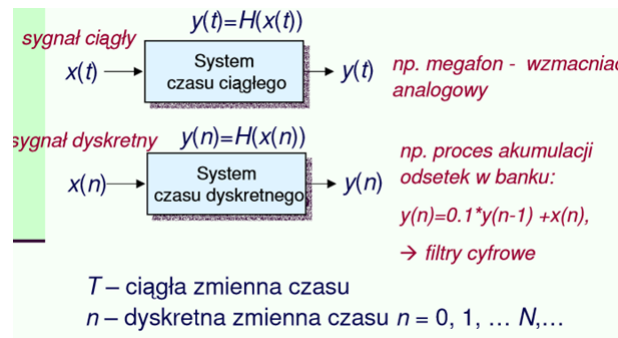 y(t)=H(x(t))
sygnał ciągły
x(t)
System
czasu ciągłego
y(t)
np. megafon - wzmacniac
analogowy
sygnał dyskretny
y(n)=H(x(n))
x(n)
System
czasu dyskretnego
y(n)
np. proces akumulacji
odsetek w banku:
y(n)=0.1*y(n-1) +x(n),
→ filtry cyfrowe
T – ciągła zmienna czasu
n – dyskretna zmienna czasu n = 0, 1, … N,…